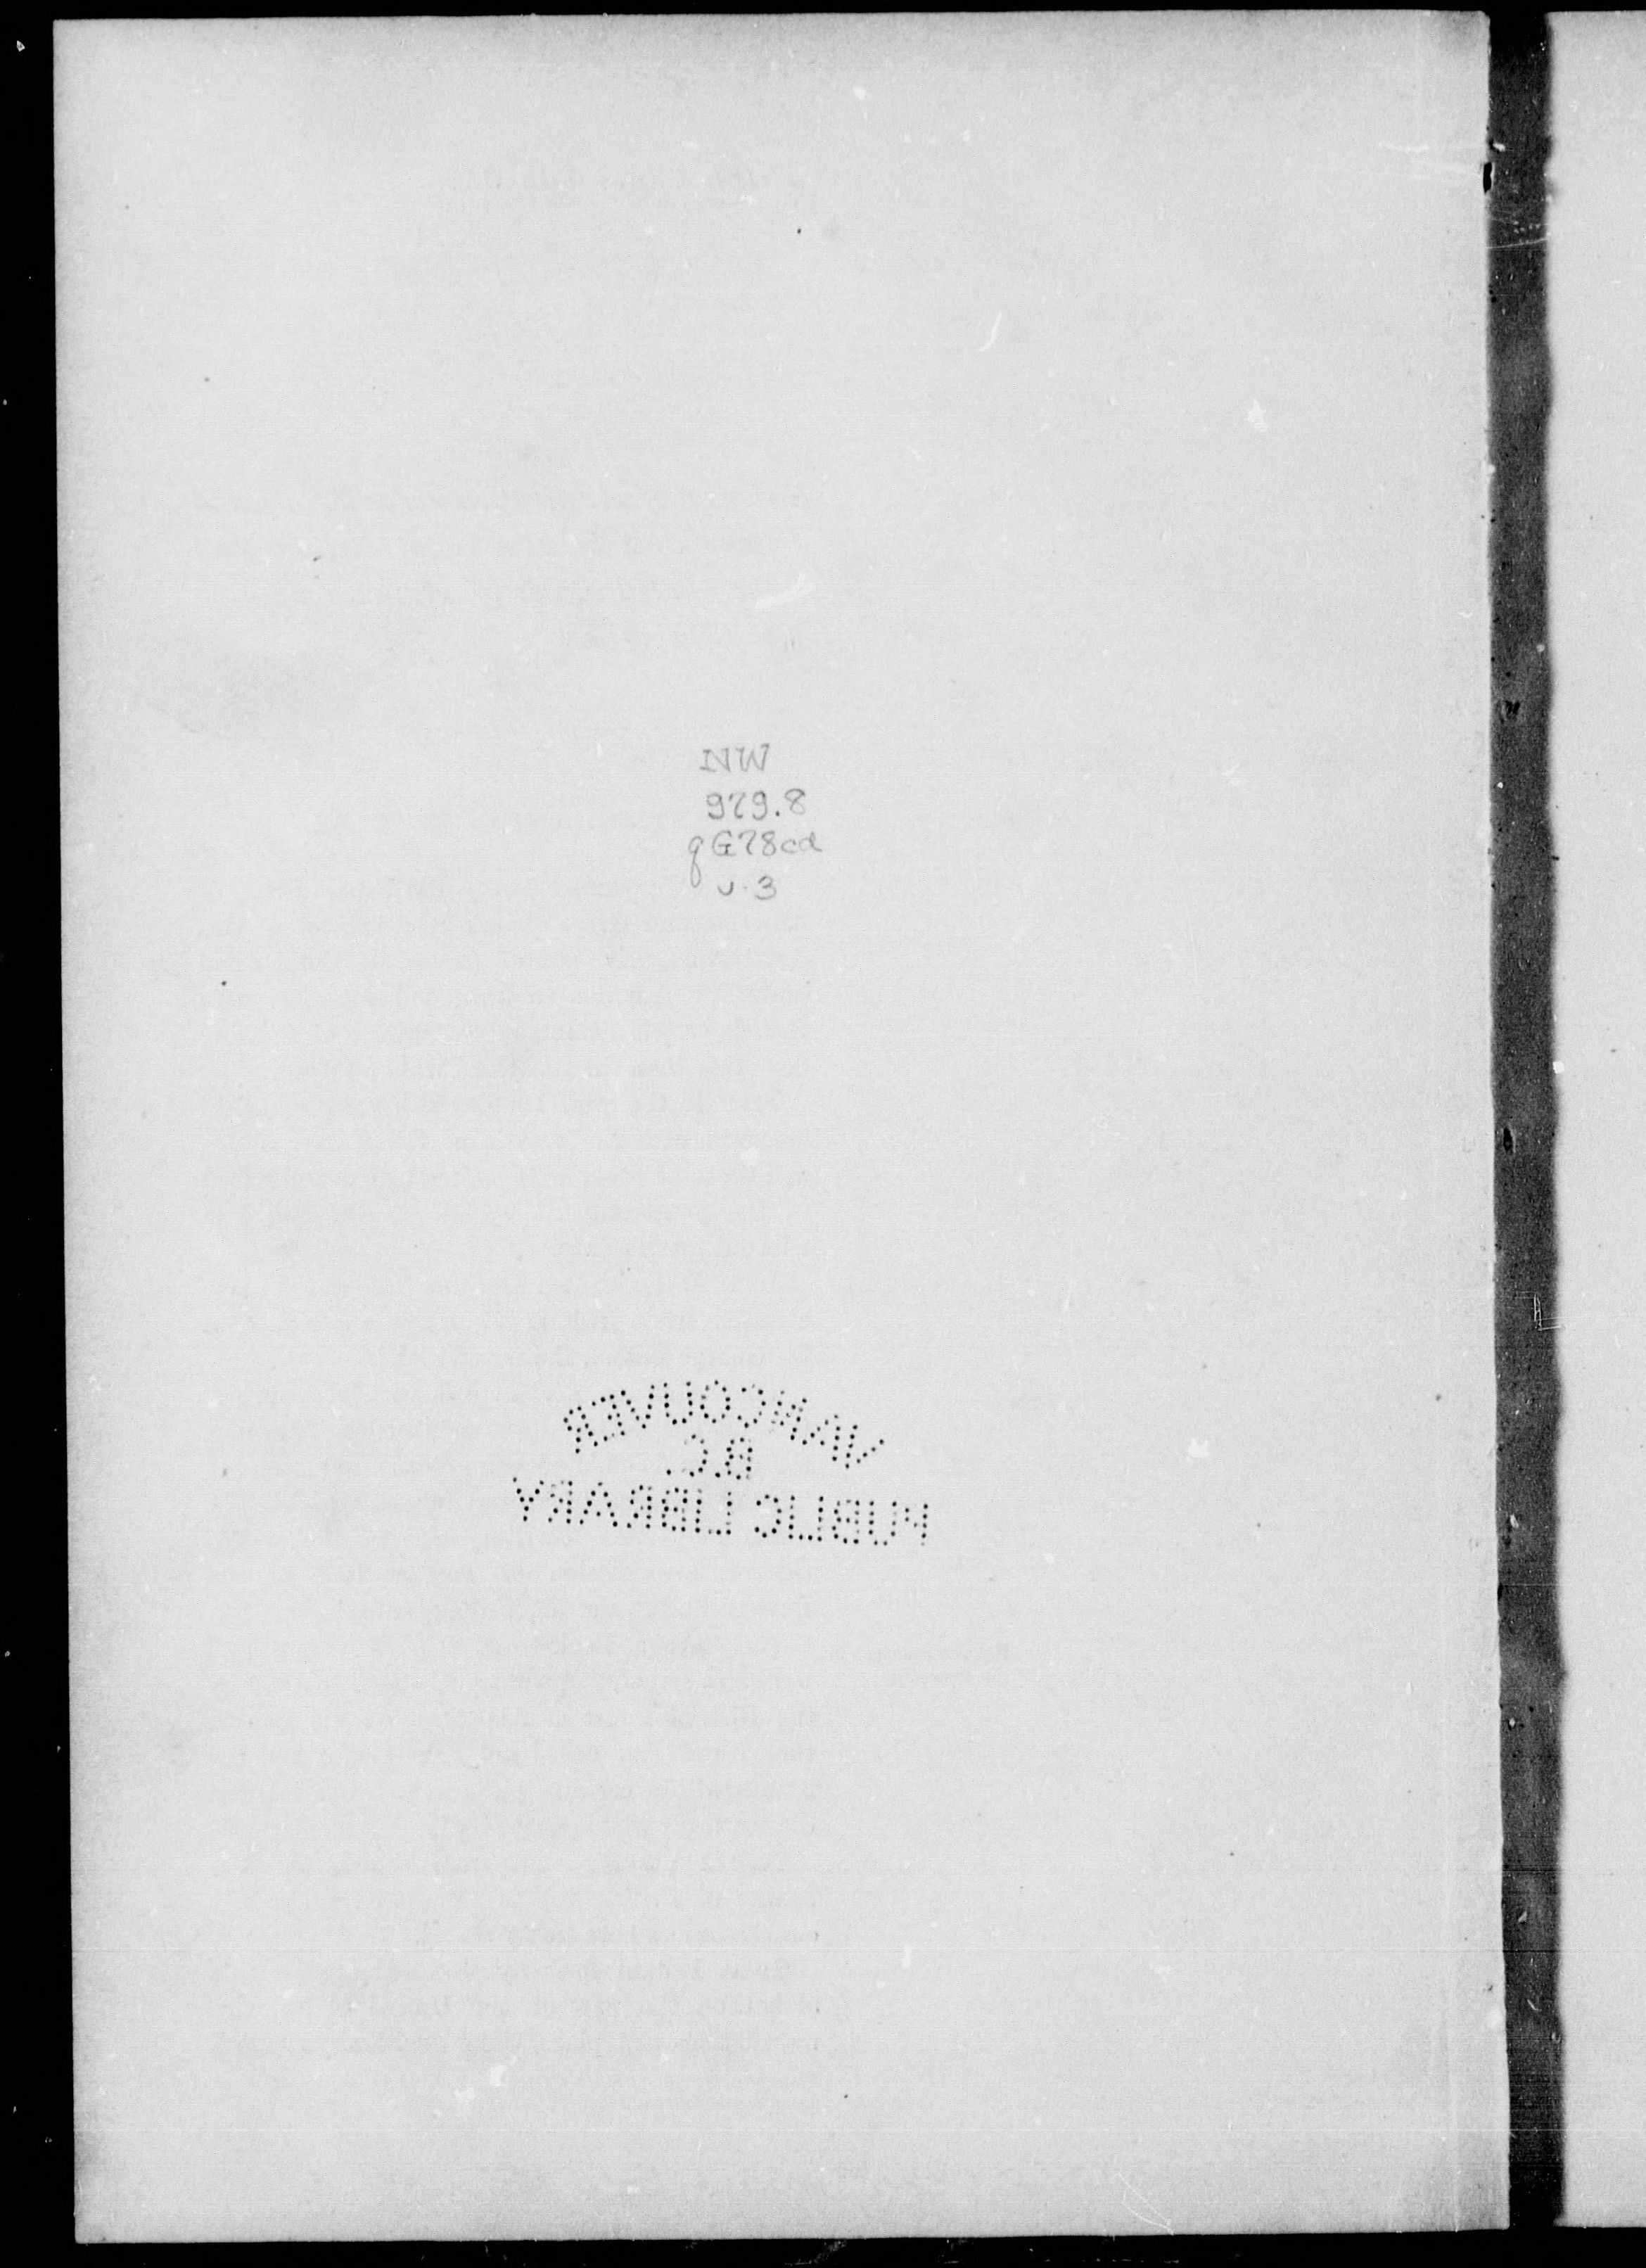 NW
979.8
qG78cd
v.3
VANCOUVER
B.C.
PUBLIC LIBRARY